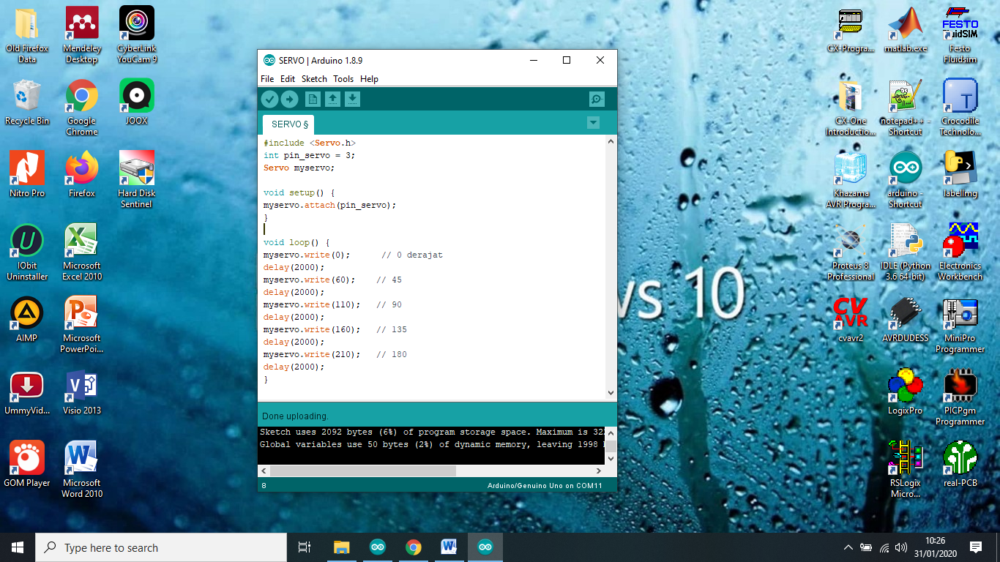 Old Firefox
Data
Mendeley
Desktop
CyberLink
YouCam 9
Recycle Bin
Google
Chrome
JOOX
Nitro Pro
Firefox
Hard Disk
Sentinel
IObit
Uninstaller
Microsoft
Excel 2010
AIMP
Microsoft
PowerPoi...
UmmyVid...
Visio 2013
GOM Player
Microsoft
Word 2010
SERVO | Arduino 1.8.9
File Edit Sketch Tools Help
SERVO §
#include <Servo.h>
int pin_servo = 3;
Servo myservo;
void setup() {
myservo.attach(pin_servo);
}
void loop() {
myservo.write(0);      // 0 derajat
delay(2000);
myservo.write(60);    // 45
delay(2000);
myservo.write(110);   // 90
delay(2000);
myservo.write(160);   // 135
delay(2000);
myservo.write(210);   // 180
delay(2000);
}
Done uploading.
Sketch uses 2092 bytes (6%) of program storage space. Maximum is
Global variables use 50 bytes (2%) of dynamic memory, leaving 1998
8
Arduino/Genuino Uno on COM11
ws 10
CX-Progra...
matlab.exe
FESTO
FluidSIM
Festo
Fluidsim
CX-One
Introductio...
notepad++ -
Shortcut
T
Crocodile
Technolo...
Khazama
AVR Progra...
arduino -
Shortcut
labelImg
Proteus 8
Professional
IDLE (Python
3.6 64-bit)
Electronics
Workbench
CV
AVR
cvavr2
AVRDUDESS
MiniPro
Programmer
LogixPro
PICPgm
Programmer
RSLogix
Micro...
real-PCB
Type here to search
10:26
31/01/2020